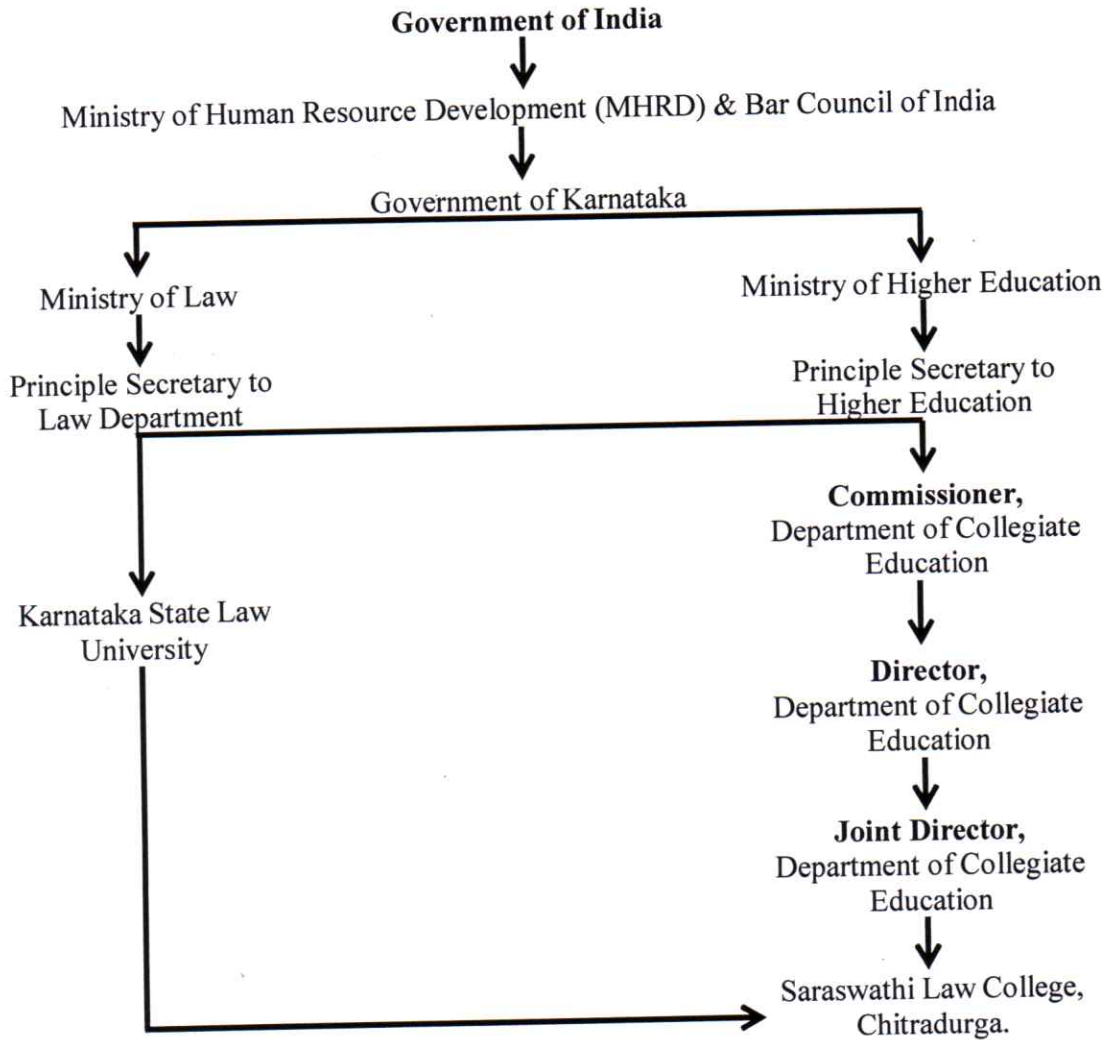 Government of India
Ministry of Human Resource Development (MHRD) & Bar Council of India
Government of Karnataka
Ministry of Law
Ministry of Higher Education
Principle Secretary to
Law Department
Principle Secretary to
Higher Education
Commissioner,
Department of Collegiate
Education
Karnataka State Law
University
Director,
Department of Collegiate
Education
Joint Director,
Department of Collegiate
Education
Saraswathi Law College,
Chitradurga.